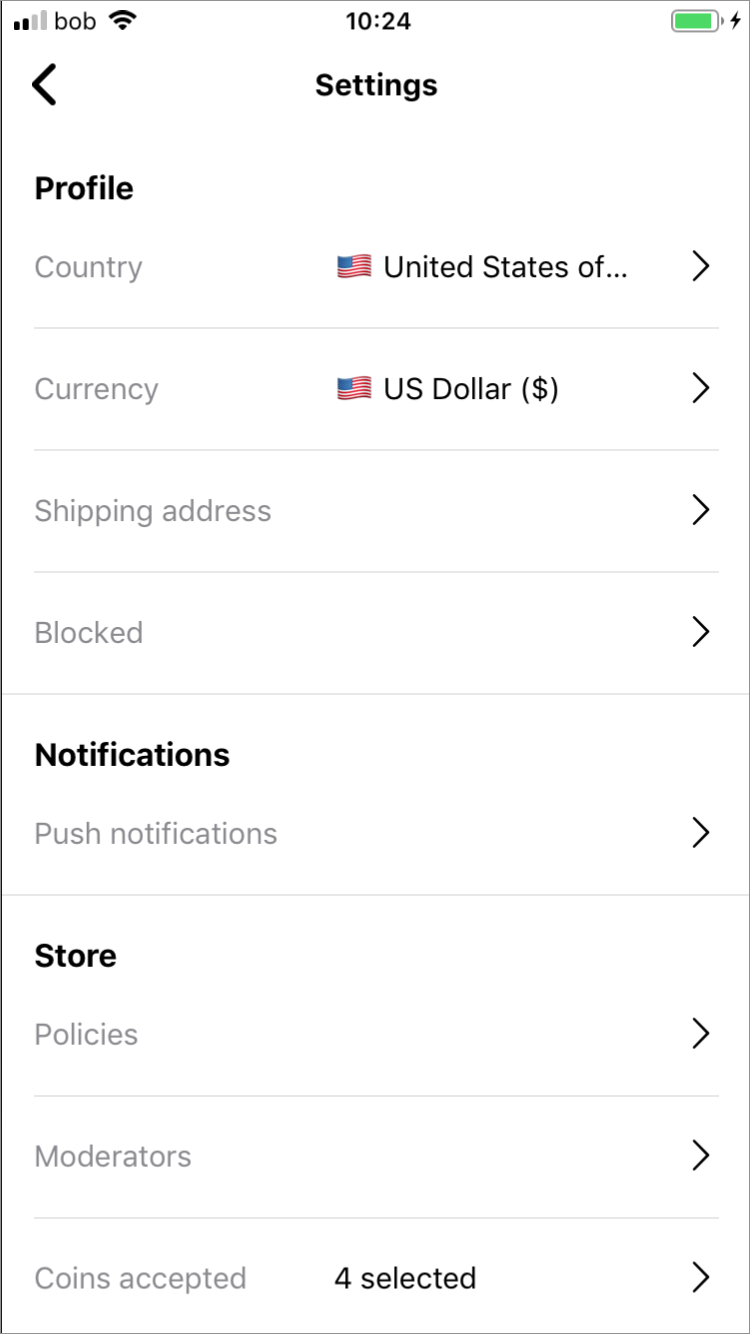 bob 10:24
Settings
Profile
Country 🇺🇸 United States of...
Currency 🇺🇸 US Dollar ($)
Shipping address
Blocked
Notifications
Push notifications
Store
Policies
Moderators
Coins accepted 4 selected